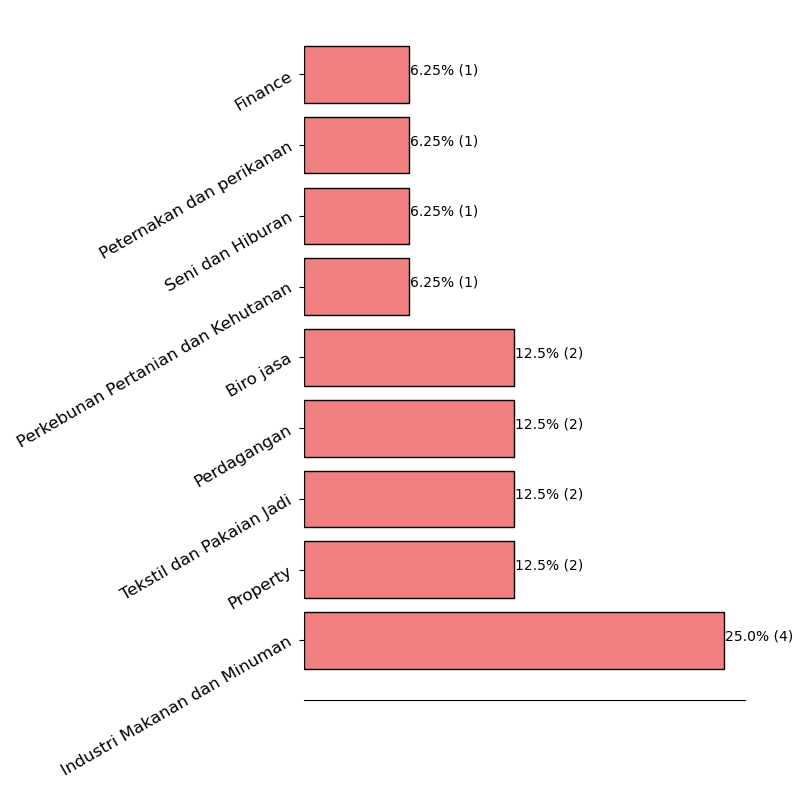 Finance 6.25% (1)
Peternakan dan perikanan 6.25% (1)
Seni dan Hiburan 6.25% (1)
Perkebunan Pertanian dan Kehutanan 6.25% (1)
Biro jasa 12.5% (2)
Perdagangan 12.5% (2)
Tekstil dan Pakaian Jadi 12.5% (2)
Property 12.5% (2)
Industri Makanan dan Minuman 25.0% (4)